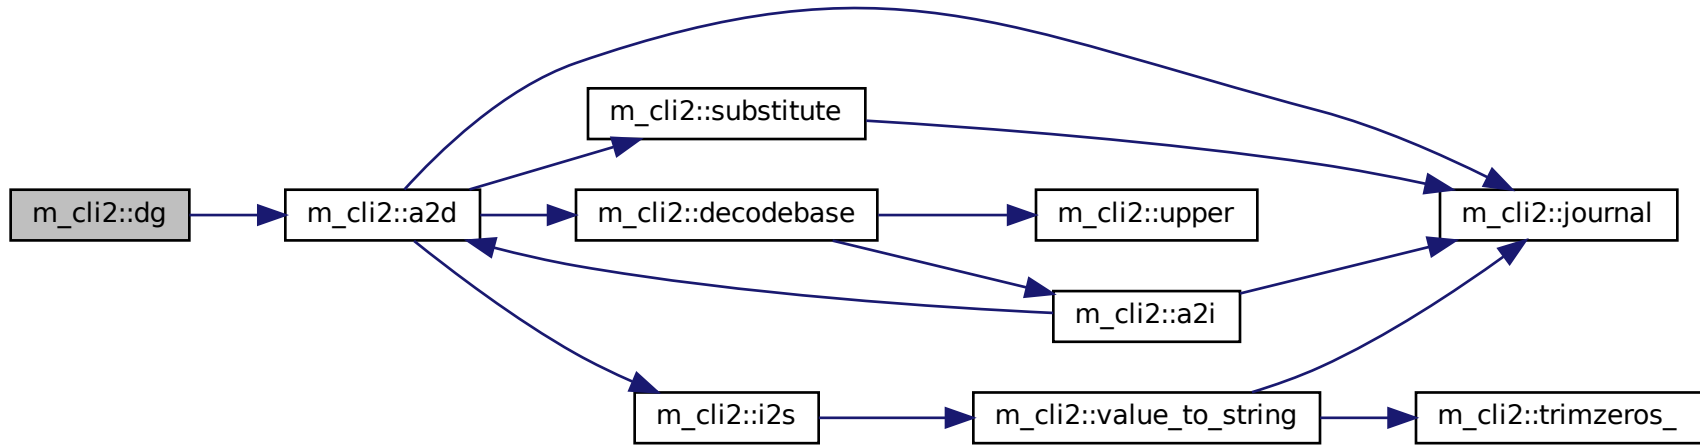 m_cli2::substitute
m_cli2::dg
m_cli2::a2d
m_cli2::decodebase
m_cli2::upper
m_cli2::journal
m_cli2::a2i
m_cli2::i2s
m_cli2::value_to_string
m_cli2::trimzeros_